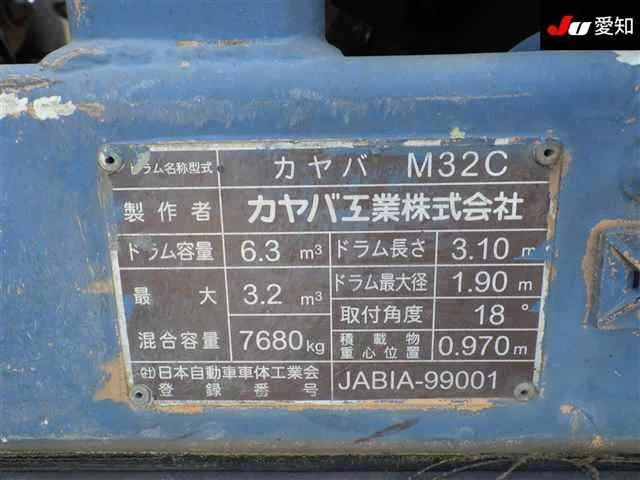 JU 愛知
ドラム名称型式 カヤバ M32C
製作者 カヤバ工業株式会社
ドラム容量 6.3 m³ ドラム長さ 3.10 m
最大混合容量 3.2 m³ ドラム最大径 1.90 m
7680kg 取付角度 18°
積載物重心位置 0.970m
(社)日本自動車車体工業会
登録番号 JABIA-99001